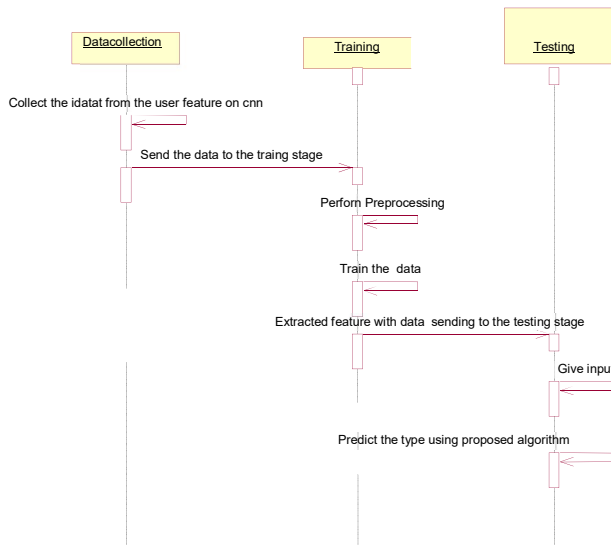 Datacollection
Training
Testing
Collect the idatat from the user feature on cnn
Send the data to the traing stage
Perforn Preprocessing
Train the data
Extracted feature with data sending to the testing stage
Give inpu
Predict the type using proposed algorithm